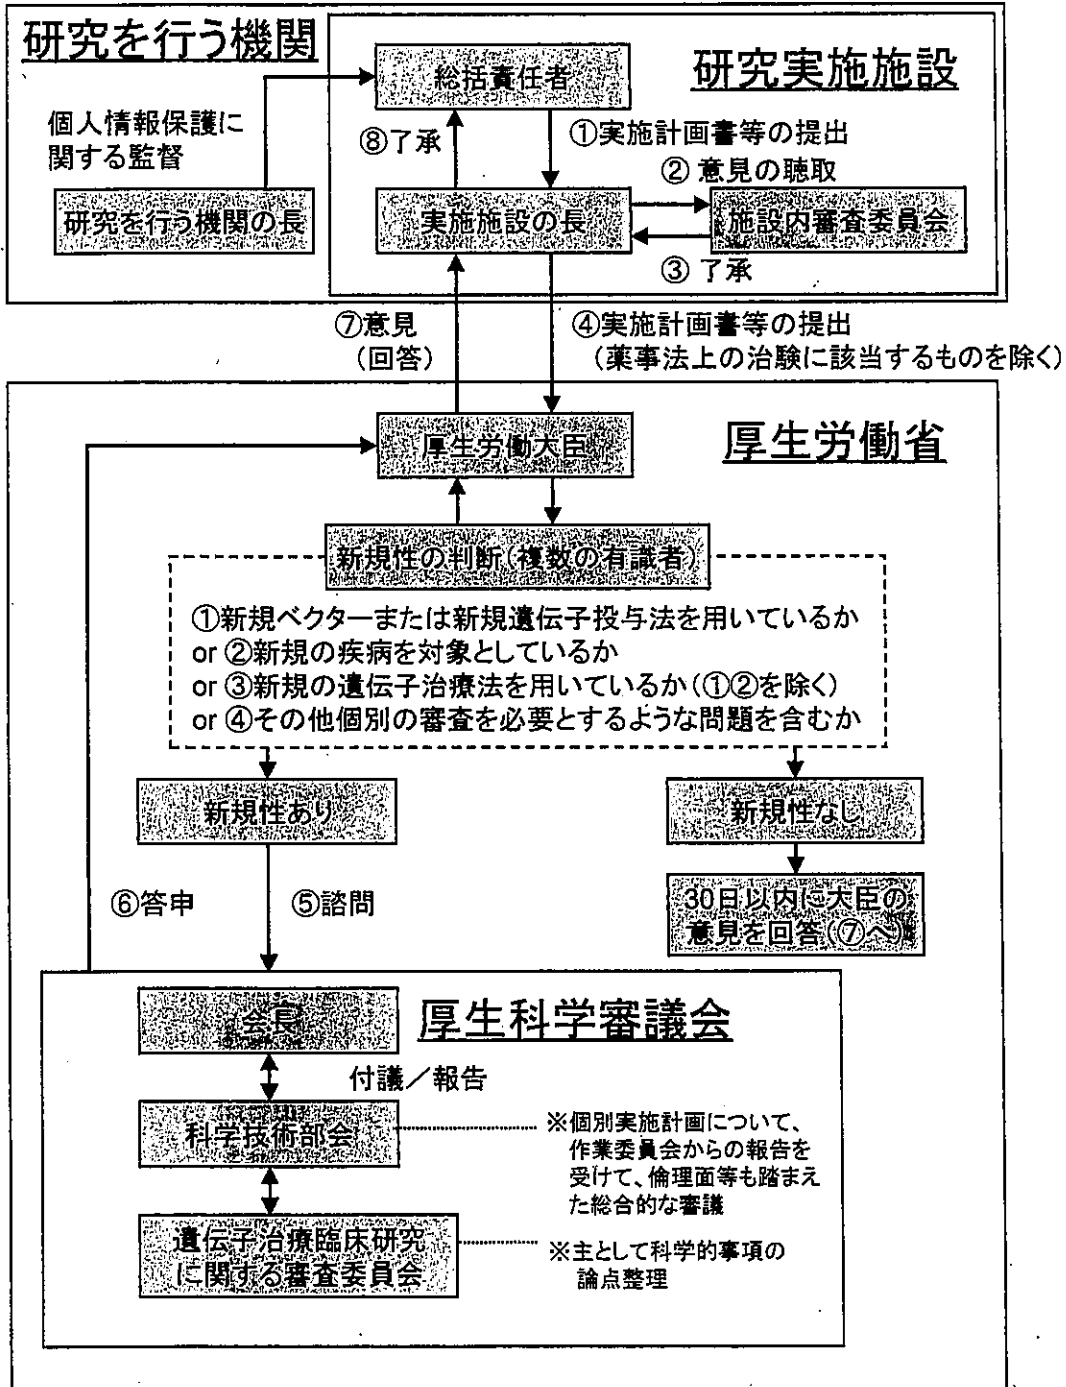 研究を行う機関
研究実施施設
総括責任者
個人情報保護に
関する監督
⑧了承
①実施計画書等の提出
②意見の聴取
研究を行う機関の長
実施施設の長
施設内審査委員会
③了承
⑦意見
(回答)
④実施計画書等の提出
(薬事法上の治験に該当するものを除く)
厚生労働大臣
厚生労働省
新規性の判断(複数の有識者)
①新規ベクターまたは新規遺伝子投与法を用いているか
or ②新規の疾病を対象としているか
or ③新規の遺伝子治療法を用いているか(①②を除く)
or ④その他個別の審査を必要とするような問題を含むか
新規性あり
新規性なし
⑥答申
⑤諮問
30日以内に大臣の
意見を回答(⑦へ)
会長
厚生科学審議会
付議／報告
科学技術部会
※個別実施計画について、
作業委員会からの報告を
受けて、倫理面等も踏まえ
た総合的な審議
遺伝子治療臨床研究
に関する審査委員会
※主として科学的事項の
論点整理